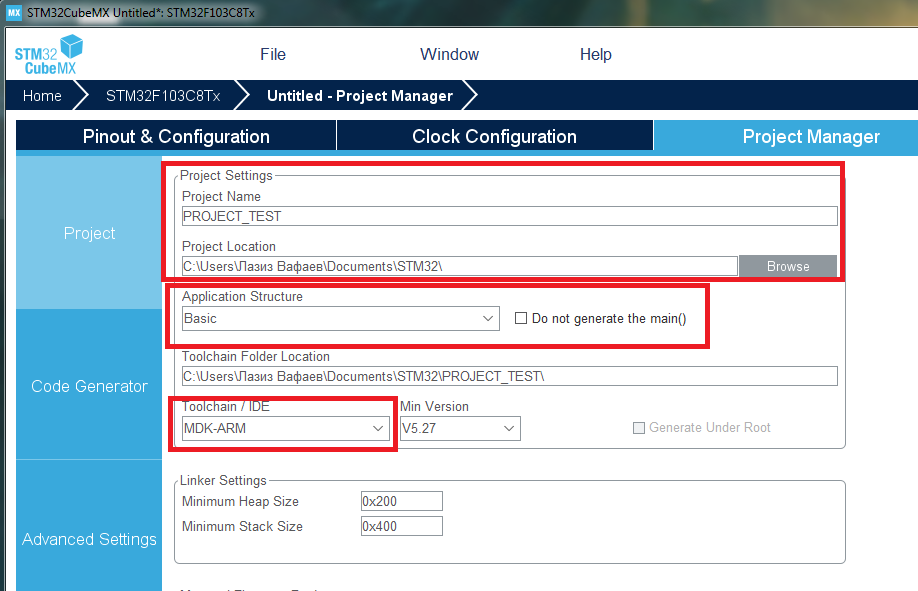 MX STM32CubeMX Untitled*: STM32F103C8Tx
STM32
CubeMX
File Window Help
Home STM32F103C8Tx Untitled - Project Manager
Pinout & Configuration Clock Configuration Project Manager
Project
Code Generator
Advanced Settings
Project Settings
Project Name
PROJECT_TEST
Project Location
C:\Users\Лазиз Вафаев\Documents\STM32\ Browse
Application Structure
Basic Do not generate the main()
Toolchain Folder Location
C:\Users\Лазиз Вафаев\Documents\STM32\PROJECT_TEST\
Toolchain / IDE Min Version
MDK-ARM V5.27 Generate Under Root
Linker Settings
Minimum Heap Size 0x200
Minimum Stack Size 0x400